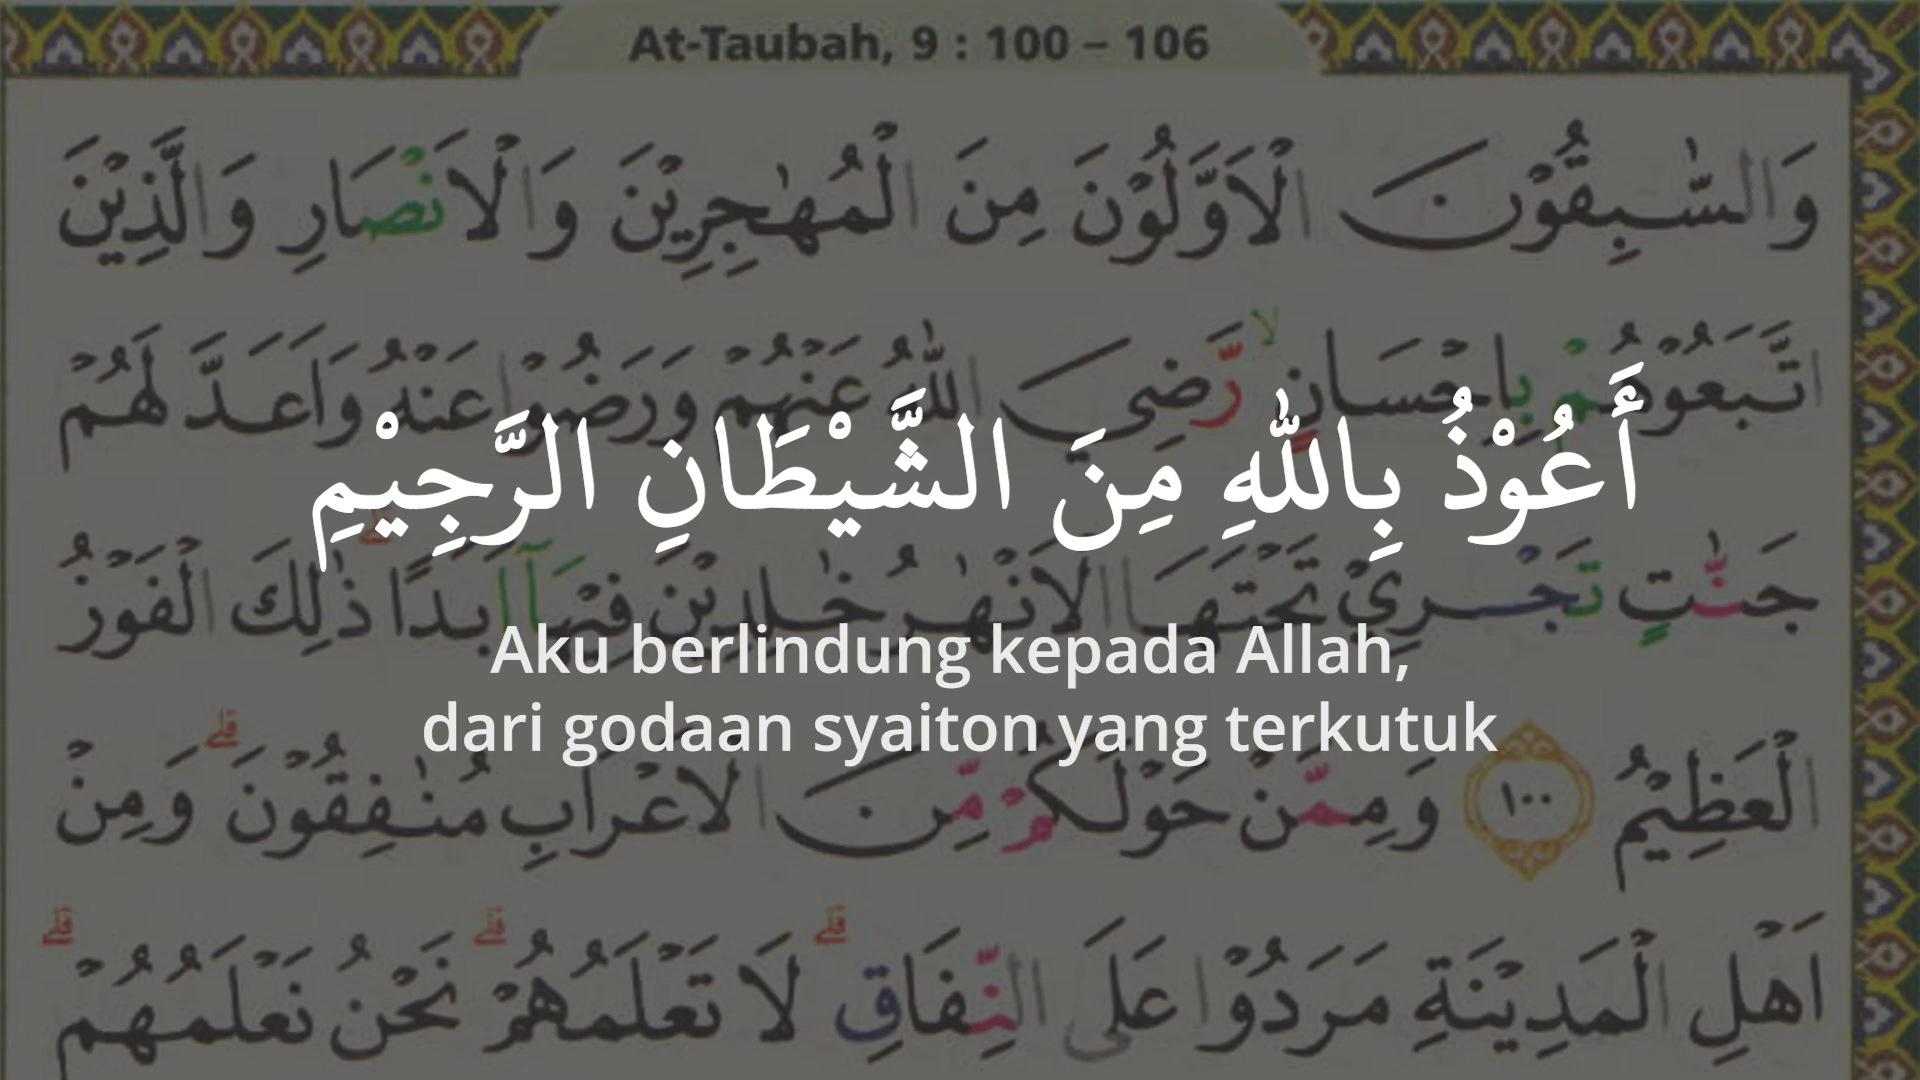 At-Taubah, 9 : 100 – 106
وَالسّٰبِقُوْنَ الْاَوَّلُوْنَ مِنَ الْمُهٰجِرِيْنَ وَالْاَنْصَارِ وَالَّذِيْنَ
اتَّبَعُوْهُمْ بِاِحْسَانٍۙ رَّضِيَ اللّٰهُ عَنْهُمْ وَرَضُوْا عَنْهُ وَاَعَدَّ لَهُمْ
أَعُوْذُ بِاللّٰهِ مِنَ الشَّيْطَانِ الرَّجِيْمِ
جَنّٰتٍ تَجْرِيْ تَحْتَهَا الْاَنْهٰرُ خٰلِدِيْنَ فِيْهَآ اَبَدًاۗ ذٰلِكَ الْفَوْزُ
Aku berlindung kepada Allah,
dari godaan syaiton yang terkutuk
الْعَظِيْمُ ١٠٠ وَمِمَّنْ حَوْلَكُمْ مِّنَ الْاَعْرَابِ مُنٰفِقُوْنَۗ وَمِنْ
اَهْلِ الْمَدِيْنَةِ مَرَدُوْا عَلَى النِّفَاقِۗ لَا تَعْلَمُهُمْۗ نَحْنُ نَعْلَمُهُمْۗ